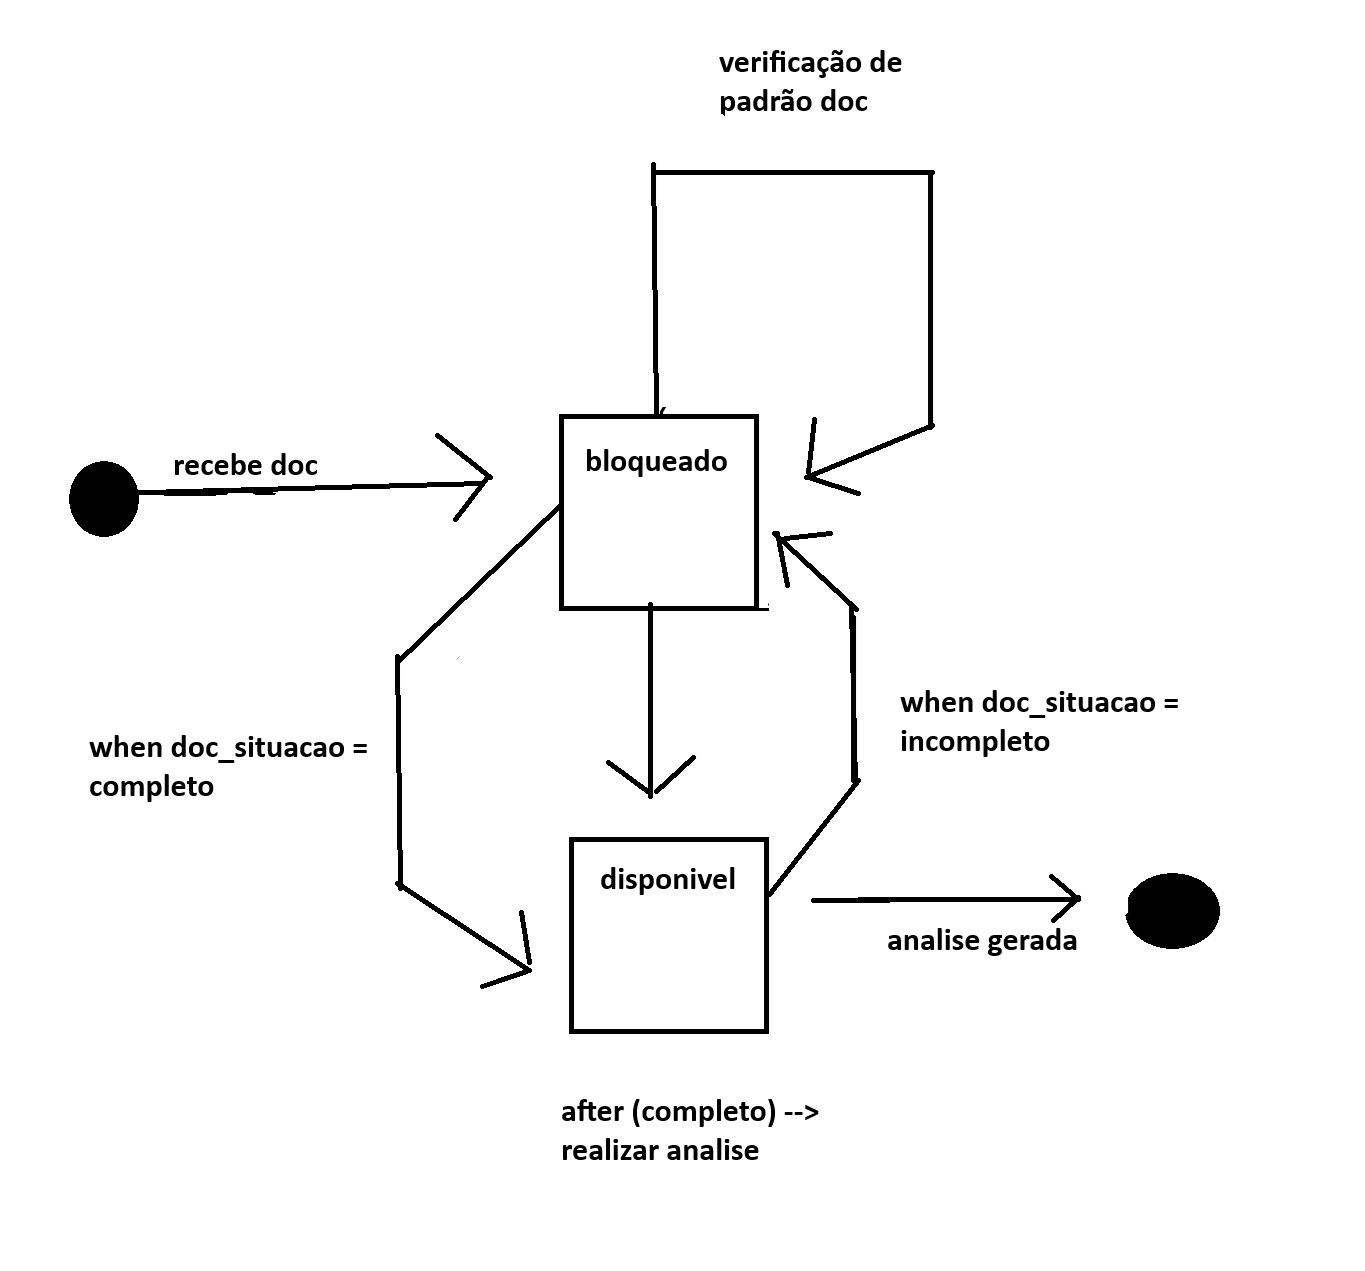 verificação de
padrão doc
recebe doc
bloqueado
when doc_situacao =
completo
when doc_situacao =
incompleto
disponivel
analise gerada
after (completo) -->
realizar analise